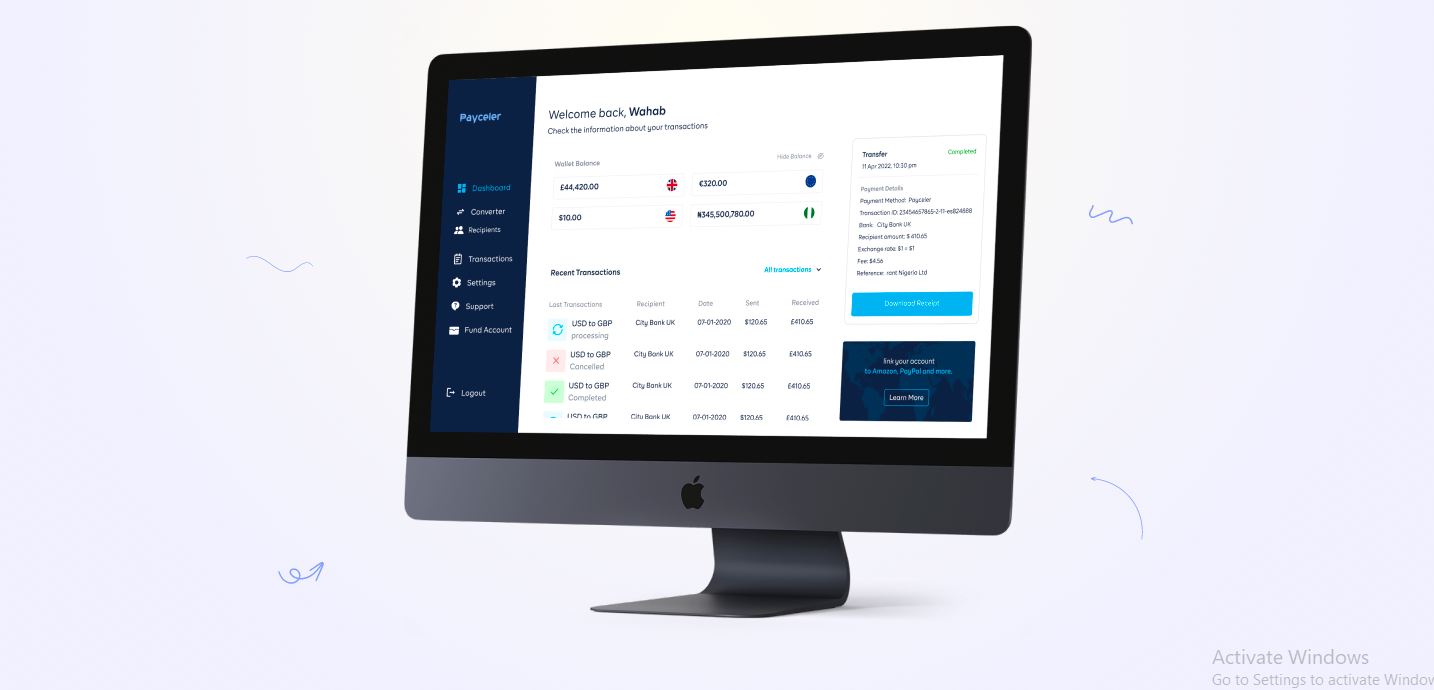 Payceler
Dashboard
Converter
Recipients
Transactions
Settings
Support
Fund Account
Logout
Welcome back, Wahab
Check the information about your transactions
Wallet Balance
Hide Balance
£44,420.00
€320.00
$10.00
₦345,500,780.00
Recent Transactions
All transactions
Last Transactions Recipient Date Sent Received
USD to GBP City Bank UK 07-01-2020 $120.65 £410.65
processing
USD to GBP City Bank UK 07-01-2020 $120.65 £410.65
Cancelled
USD to GBP City Bank UK 07-01-2020 $120.65 £410.65
Completed
USD to GBP City Bank UK 07-01-2020 $120.65 £410.65
Transfer Completed
11 Apr 2022, 10:30 pm
Payment Details
Payment Method: Payceler
Transaction ID: 23454657865-2-11-es824888
Bank City Bank UK
Recipient amount: $ 410.65
Exchange rate: $1 = $1
Fee: $4.56
Reference: rant Nigeria Ltd
Download Receipt
link your account
to Amazon, PayPal and more.
Learn More
Activate Windows
Go to Settings to activate Window